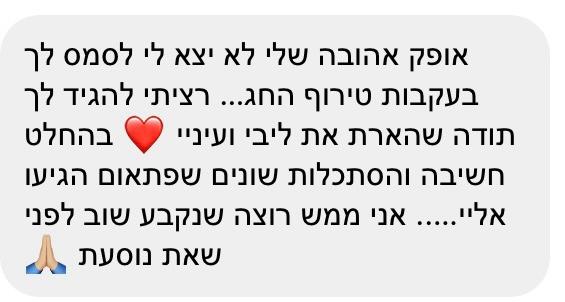 אופק אהובה שלי לא יצא לי לסמס לך
בעקבות טירוף החג... רציתי להגיד לך
תודה שהארת את ליבי ועיניי ❤️ בהחלט
חשיבה והסתכלות שונים שפתאום הגיעו
אליי..... אני ממש רוצה שנקבע שוב לפני
שאת נוסעת 🙏🏼